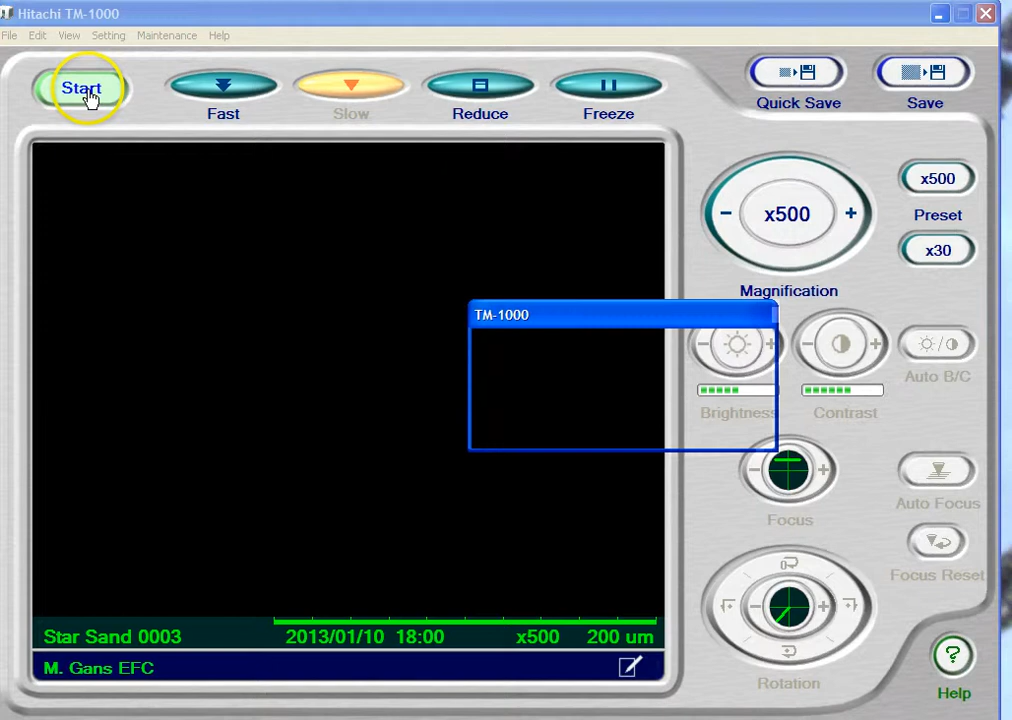 Hitachi TM-1000
File Edit View Setting Maintenance Help
Start
Fast
Slow
Reduce
Freeze
Quick Save
Save
x500
Preset
x30
x500
Magnification
TM-1000
Brightness
Contrast
Auto B/C
Focus
Auto Focus
Focus Reset
Rotation
Help
Star Sand 0003 2013/01/10 18:00 x500 200 um
M. Gans EFC